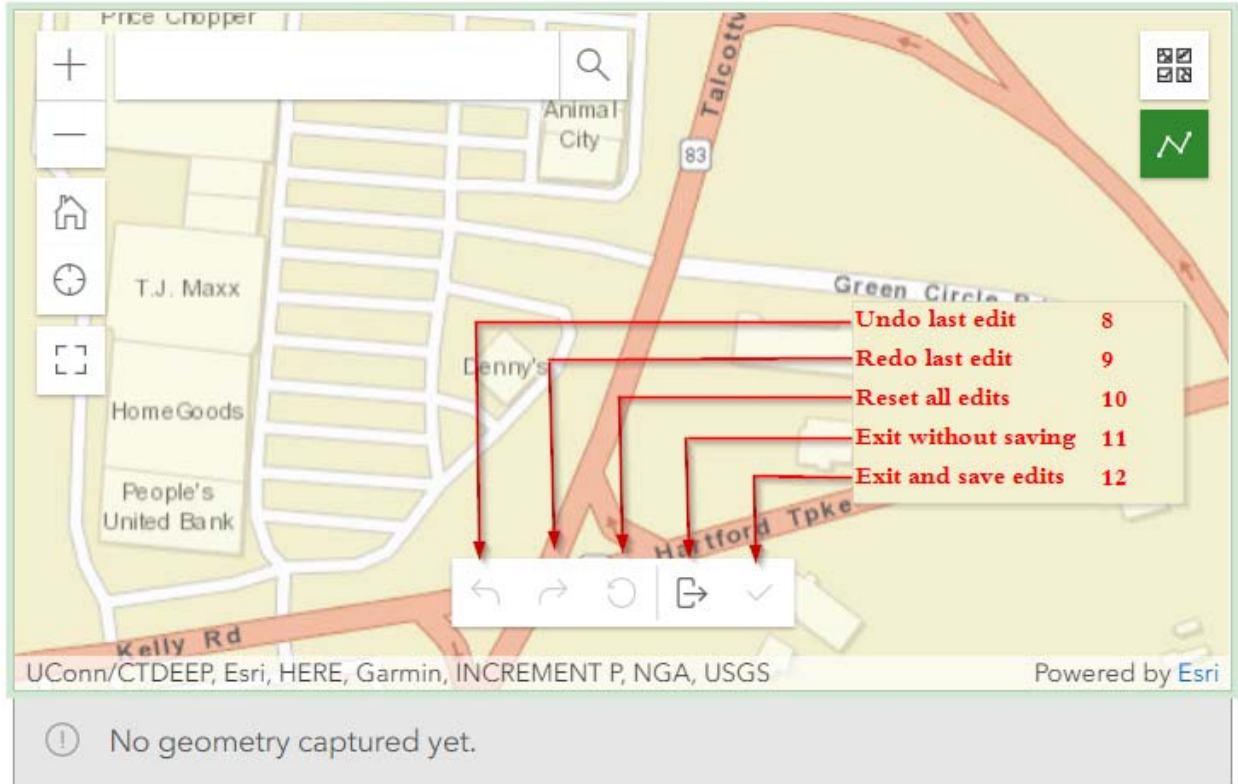 Price Chopper
Animal
City
Talcottv
83
T.J. Maxx
Green Circle
Undo last edit 8
Redo last edit 9
Denny's
Reset all edits 10
HomeGoods
Exit without saving 11
Exit and save edits 12
People's
United Bank
Hartford Tpke
Kelly Rd
UConn/CTDEEP, Esri, HERE, Garmin, INCREMENT P, NGA, USGS
Powered by Esri
No geometry captured yet.